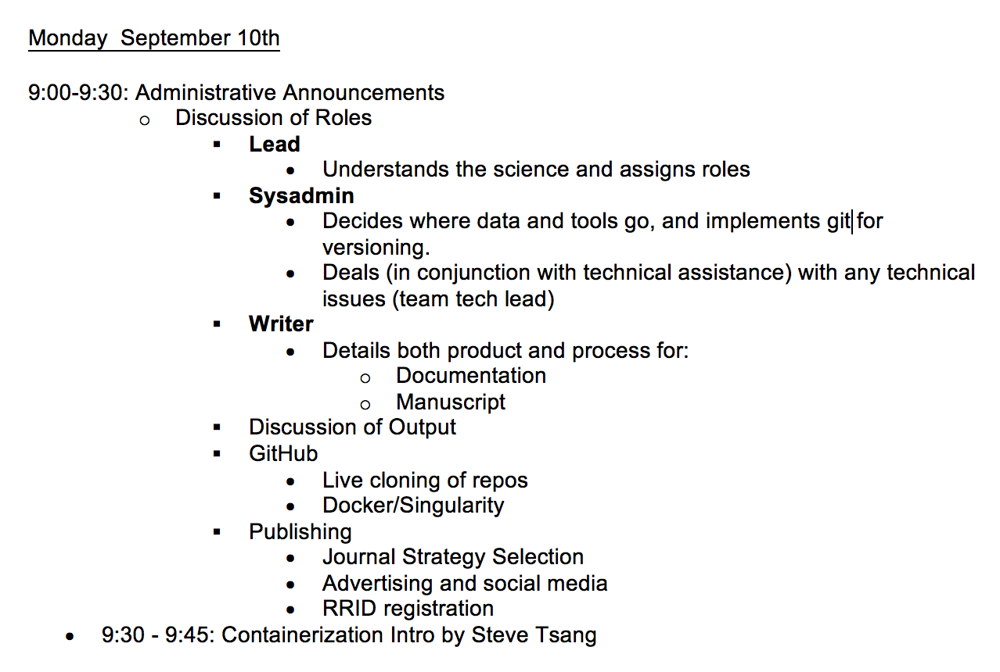 Monday  September 10th
9:00-9:30: Administrative Announcements
o Discussion of Roles
▪ Lead
• Understands the science and assigns roles
▪ Sysadmin
• Decides where data and tools go, and implements git for
versioning.
• Deals (in conjunction with technical assistance) with any technical
issues (team tech lead)
▪ Writer
• Details both product and process for:
o Documentation
o Manuscript
▪ Discussion of Output
▪ GitHub
• Live cloning of repos
• Docker/Singularity
▪ Publishing
• Journal Strategy Selection
• Advertising and social media
• RRID registration
• 9:30 - 9:45: Containerization Intro by Steve Tsang